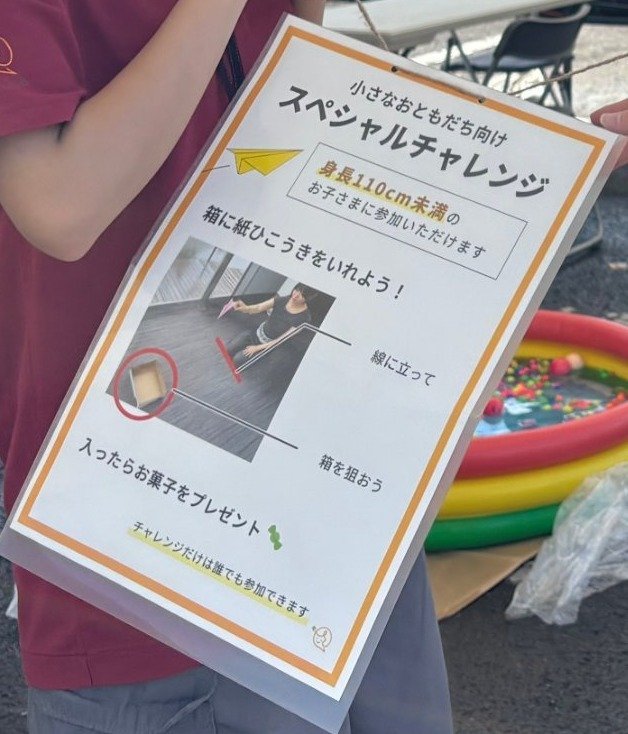 小さなおともだち向け
スペシャルチャレンジ
身長110cm未満の
お子さまに参加いただけます
箱に紙ひこうきをいれよう！
線に立って
箱を狙おう
入ったらお菓子をプレゼント
チャレンジだけは誰でも参加できます